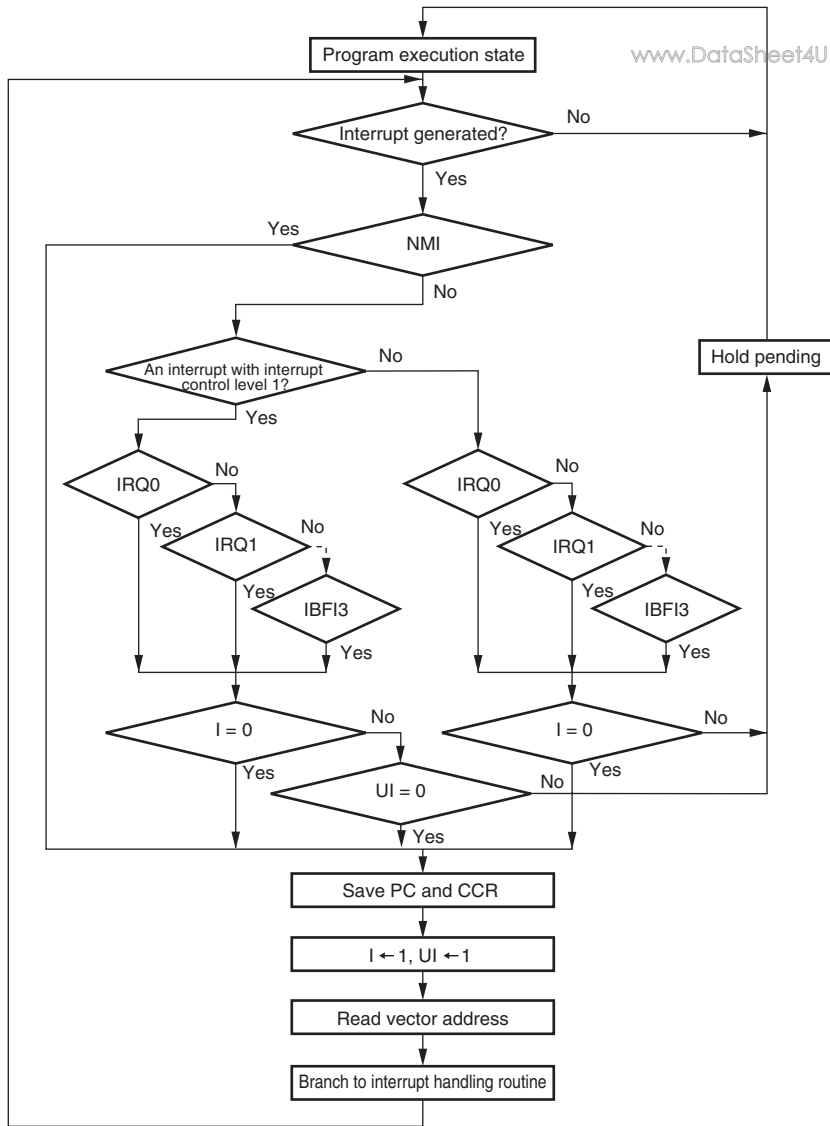 Program execution state
www.DataSheet4U.
Interrupt generated?
No
Yes
Yes
NMI
No
An interrupt with interrupt
control level 1?
No
Hold pending
Yes
IRQ0
No
Yes
IRQ1
No
Yes
IBFI3
Yes
IRQ0
No
Yes
IRQ1
No
Yes
IBFI3
Yes
I = 0
No
Yes
I = 0
No
Yes
UI = 0
No
Yes
Save PC and CCR
I ← 1, UI ← 1
Read vector address
Branch to interrupt handling routine